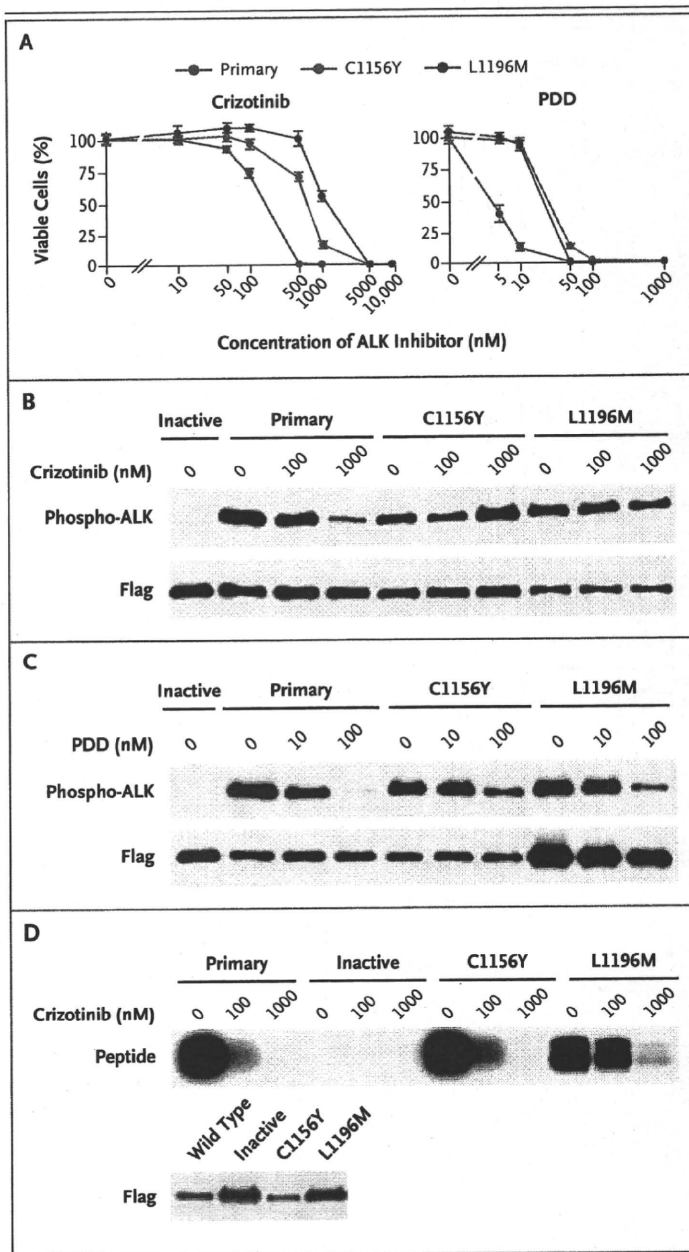 A
Primary C1156Y L1196M
Crizotinib PDD
Viable Cells (%)
100
75
50
25
0
0 10 50 100 500 1000 5000 10,000
100
75
50
25
0
0 5 10 50 100 1000
Concentration of ALK Inhibitor (nM)
B
Inactive Primary C1156Y L1196M
Crizotinib (nM) 0 0 100 1000 0 100 1000 0 100 1000
Phospho-ALK
Flag
C
Inactive Primary C1156Y L1196M
PDD (nM) 0 0 10 100 0 10 100 0 10 100
Phospho-ALK
Flag
D
Primary Inactive C1156Y L1196M
Crizotinib (nM) 0 100 1000 0 100 1000 0 100 1000 0 100 1000
Peptide
Wild Type Inactive C1156Y L1196M
Flag